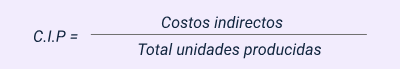 Costos indirectos
C.I.P =
Total unidades producidas